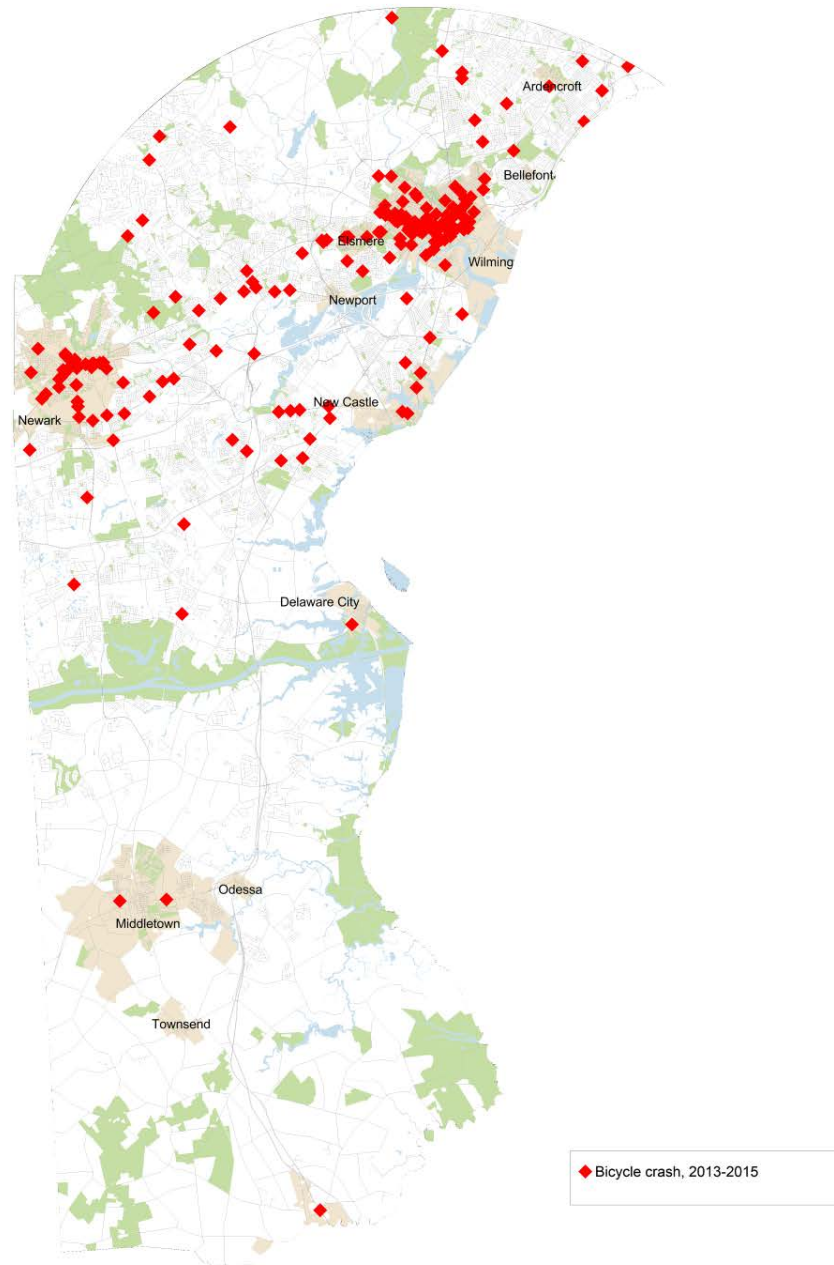 Ardencroft
Bellefont
Elsmere
Wilming
Newport
New Castle
Newark
Delaware City
Odessa
Middletown
Townsend
Bicycle crash, 2013-2015